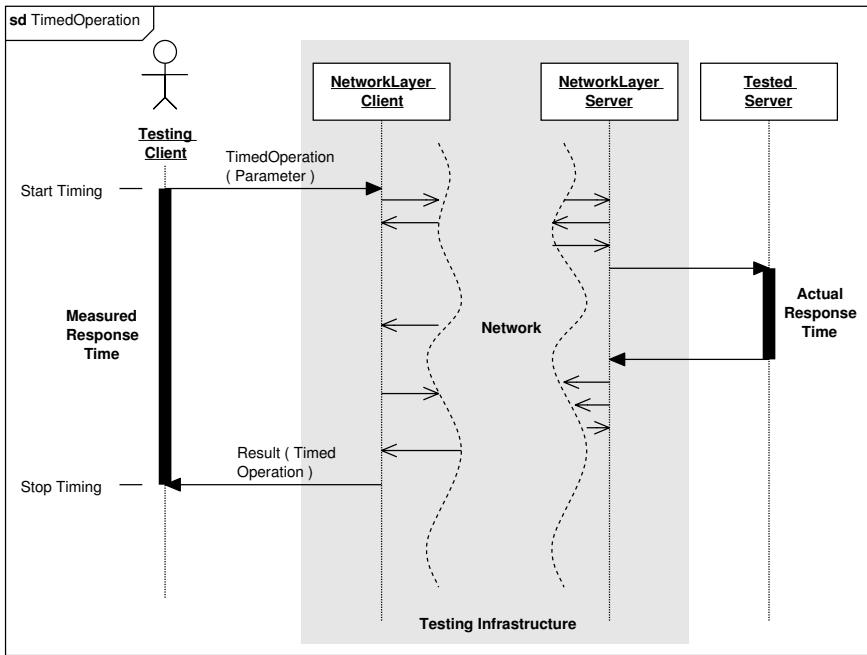 sd TimedOperation
NetworkLayer
Client
NetworkLayer
Server
Tested
Server
Testing
Client
TimedOperation
( Parameter )
Start Timing
Measured
Response
Time
Network
Actual
Response
Time
Result ( Timed
Operation )
Stop Timing
Testing Infrastructure